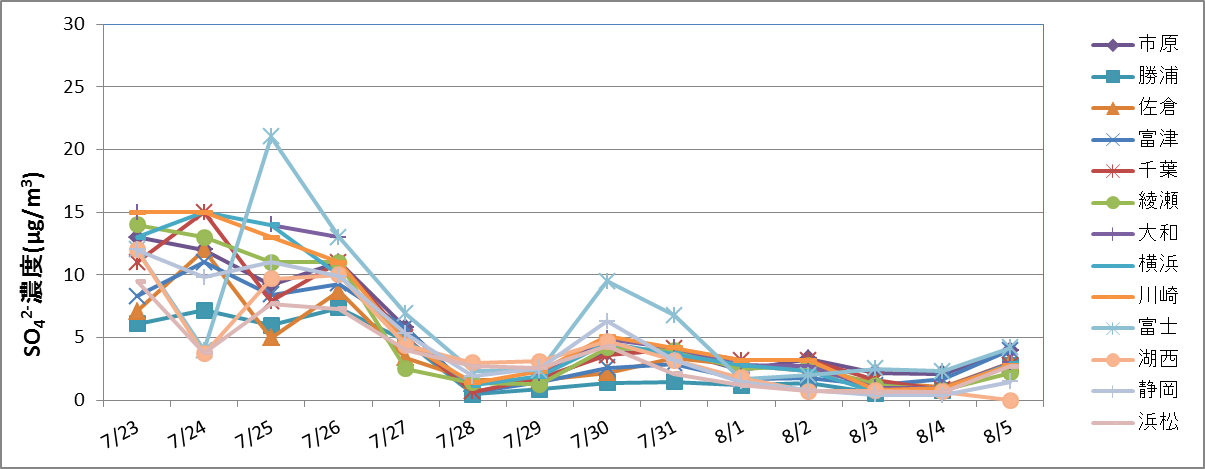 30
25
20
15
10
5
0
SO₄²⁻濃度(μg/m³)
7/23 7/24 7/25 7/26 7/27 7/28 7/29 7/30 7/31 8/1 8/2 8/3 8/4 8/5
市原
勝浦
佐倉
富津
千葉
綾瀬
大和
横浜
川崎
富士
湖西
静岡
浜松